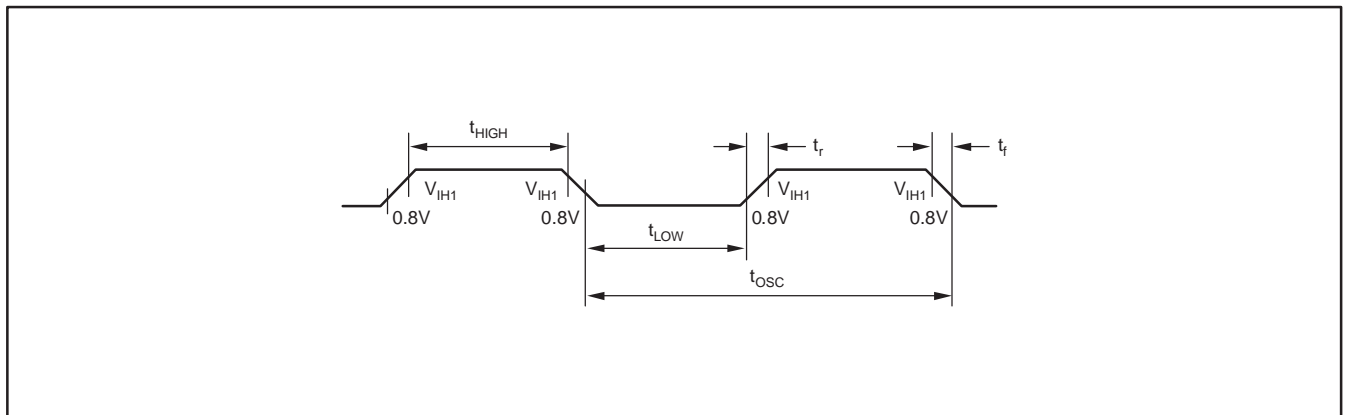 tHIGH
tr
tf
VIH1 VIH1 VIH1 VIH1
0.8V 0.8V 0.8V 0.8V
tLOW
tOSC